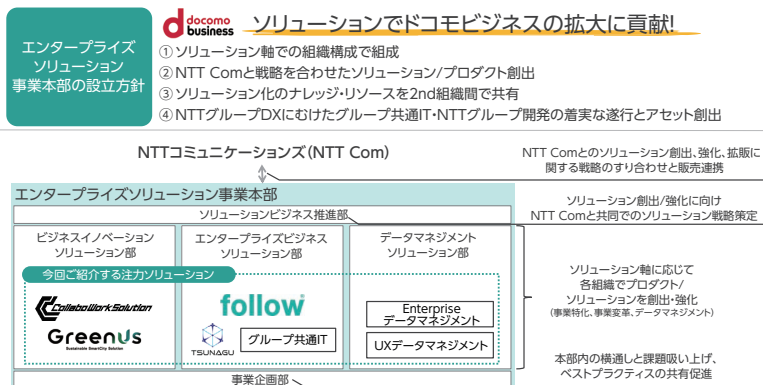 エンタープライズ
ソリューション
事業本部の設立方針
docomo
business
ソリューションでドコモビジネスの拡大に貢献!
①ソリューション軸での組織構成で組成
②NTT Comと戦略を合わせたソリューション/プロダクト創出
③ソリューション化のナレッジ・リソースを2nd組織間で共有
④NTTグループDXにむけたグループ共通IT・NTTグループ開発の着実な遂行とアセット創出
NTTコミュニケーションズ(NTT Com)
NTT Comとのソリューション創出、強化、拡販に
関する戦略のすり合わせと販売連携
エンタープライズソリューション事業本部
ソリューションビジネス推進部
ソリューション創出/強化に向け
NTT Comと共同でのソリューション戦略策定
ビジネスイノベーション
ソリューション部
エンタープライズビジネス
ソリューション部
データマネジメント
ソリューション部
今回ご紹介する注力ソリューション
CollaboWorkSolution
GreenUs
Sustainable SmartCity Solution
follow
TSUNAGU
グループ共通IT
Enterprise
データマネジメント
UXデータマネジメント
ソリューション軸に応じて
各組織でプロダクト/
ソリューションを創出・強化
(事業特化、事業変革、データマネジメント)
本部内の横通しと課題吸い上げ、
ベストプラクティスの共有促進
事業企画部